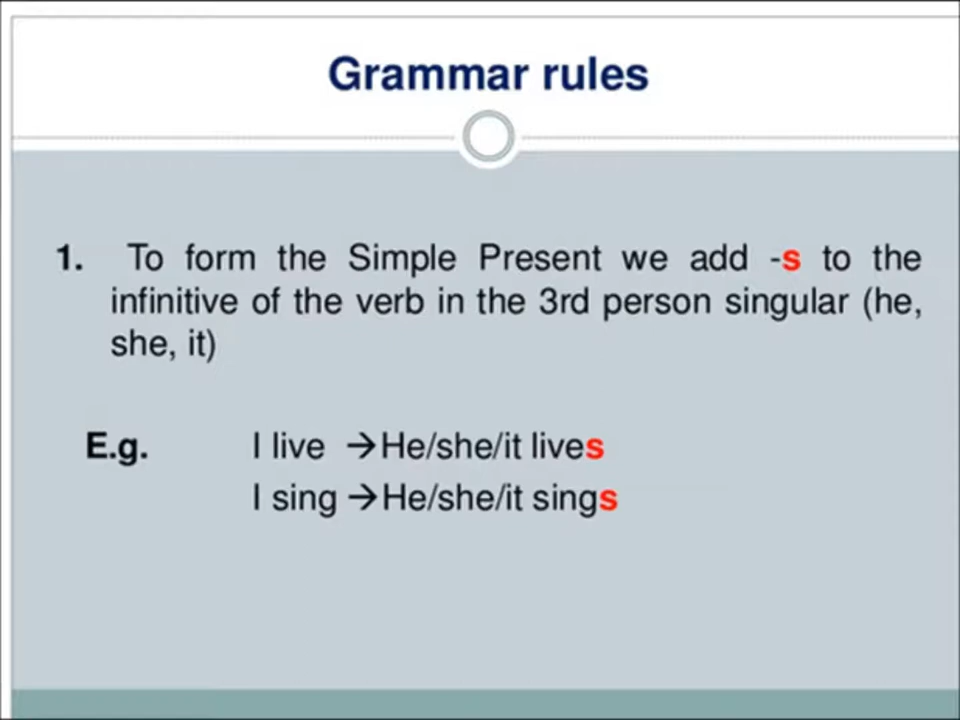 Grammar rules
1. To form the Simple Present we add -s to the
infinitive of the verb in the 3rd person singular (he,
she, it)
E.g. I live →He/she/it lives
I sing →He/she/it sings